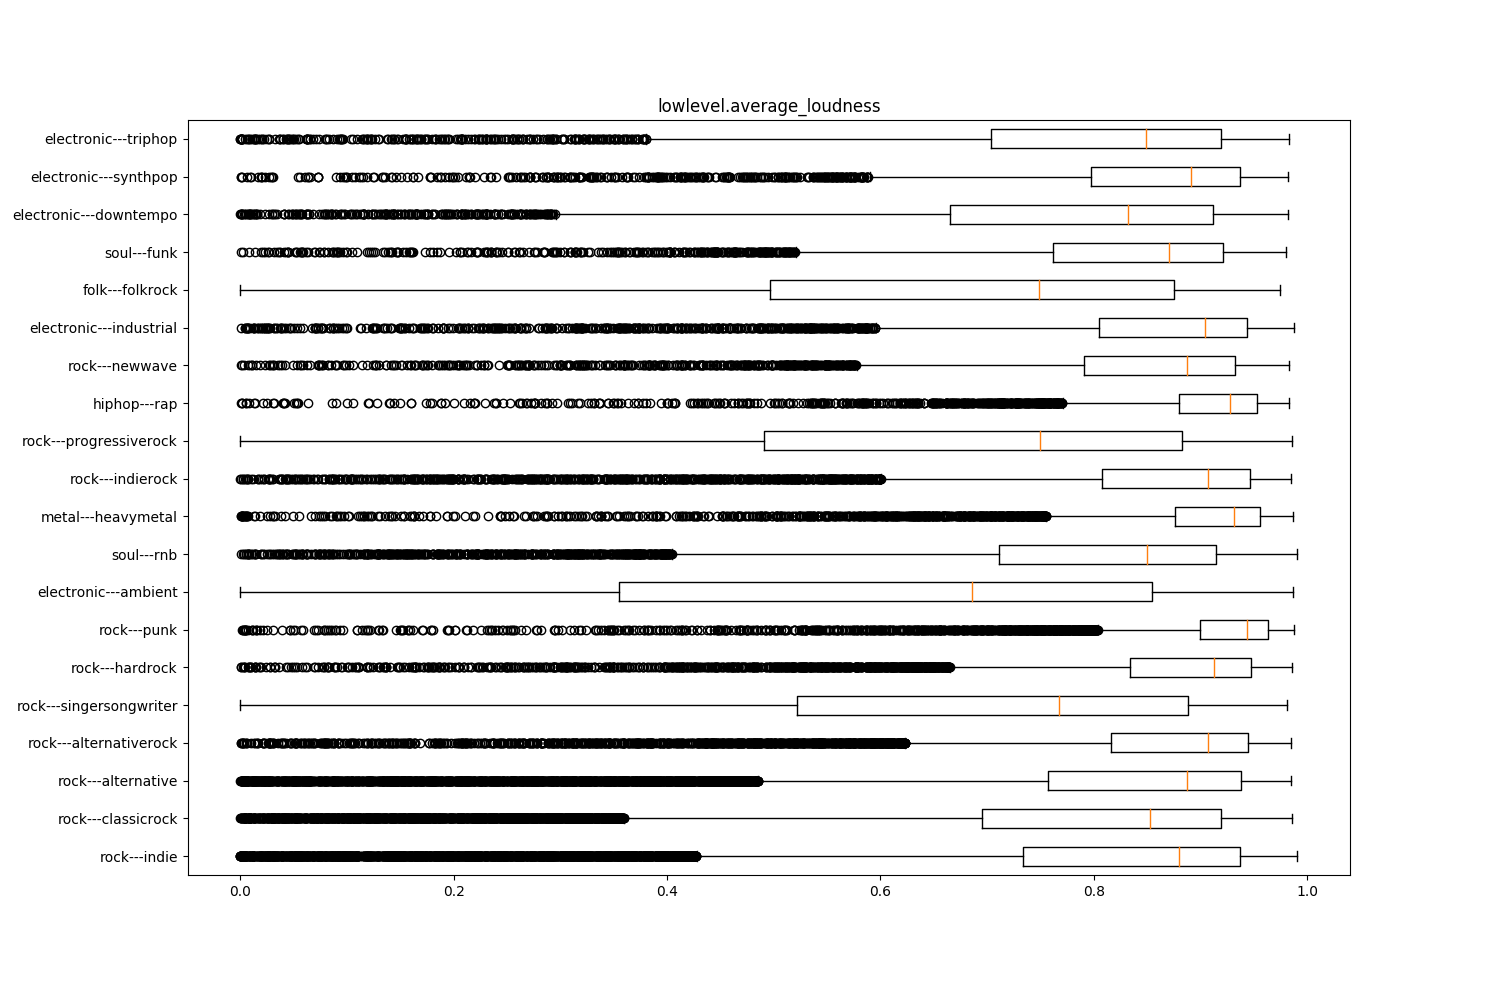 lowlevel.average_loudness
electronic---triphop
electronic---synthpop
electronic---downtempo
soul---funk
folk---folkrock
electronic---industrial
rock---newwave
hiphop---rap
rock---progressiverock
rock---indierock
metal---heavymetal
soul---rnb
electronic---ambient
rock---punk
rock---hardrock
rock---singersongwriter
rock---alternativerock
rock---alternative
rock---classicrock
rock---indie
0.0 0.2 0.4 0.6 0.8 1.0